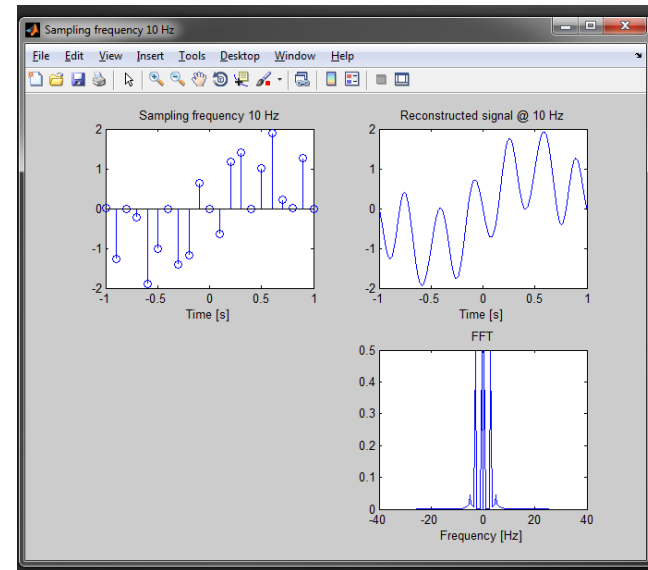 Sampling frequency 10 Hz
File Edit View Insert Tools Desktop Window Help
Sampling frequency 10 Hz
2
1
0
-1
-2
-1 -0.5 0 0.5 1
Time [s]
Reconstructed signal @ 10 Hz
2
1
0
-1
-2
-1 -0.5 0 0.5 1
Time [s]
FFT
0.5
0.4
0.3
0.2
0.1
0
-40 -20 0 20 40
Frequency [Hz]